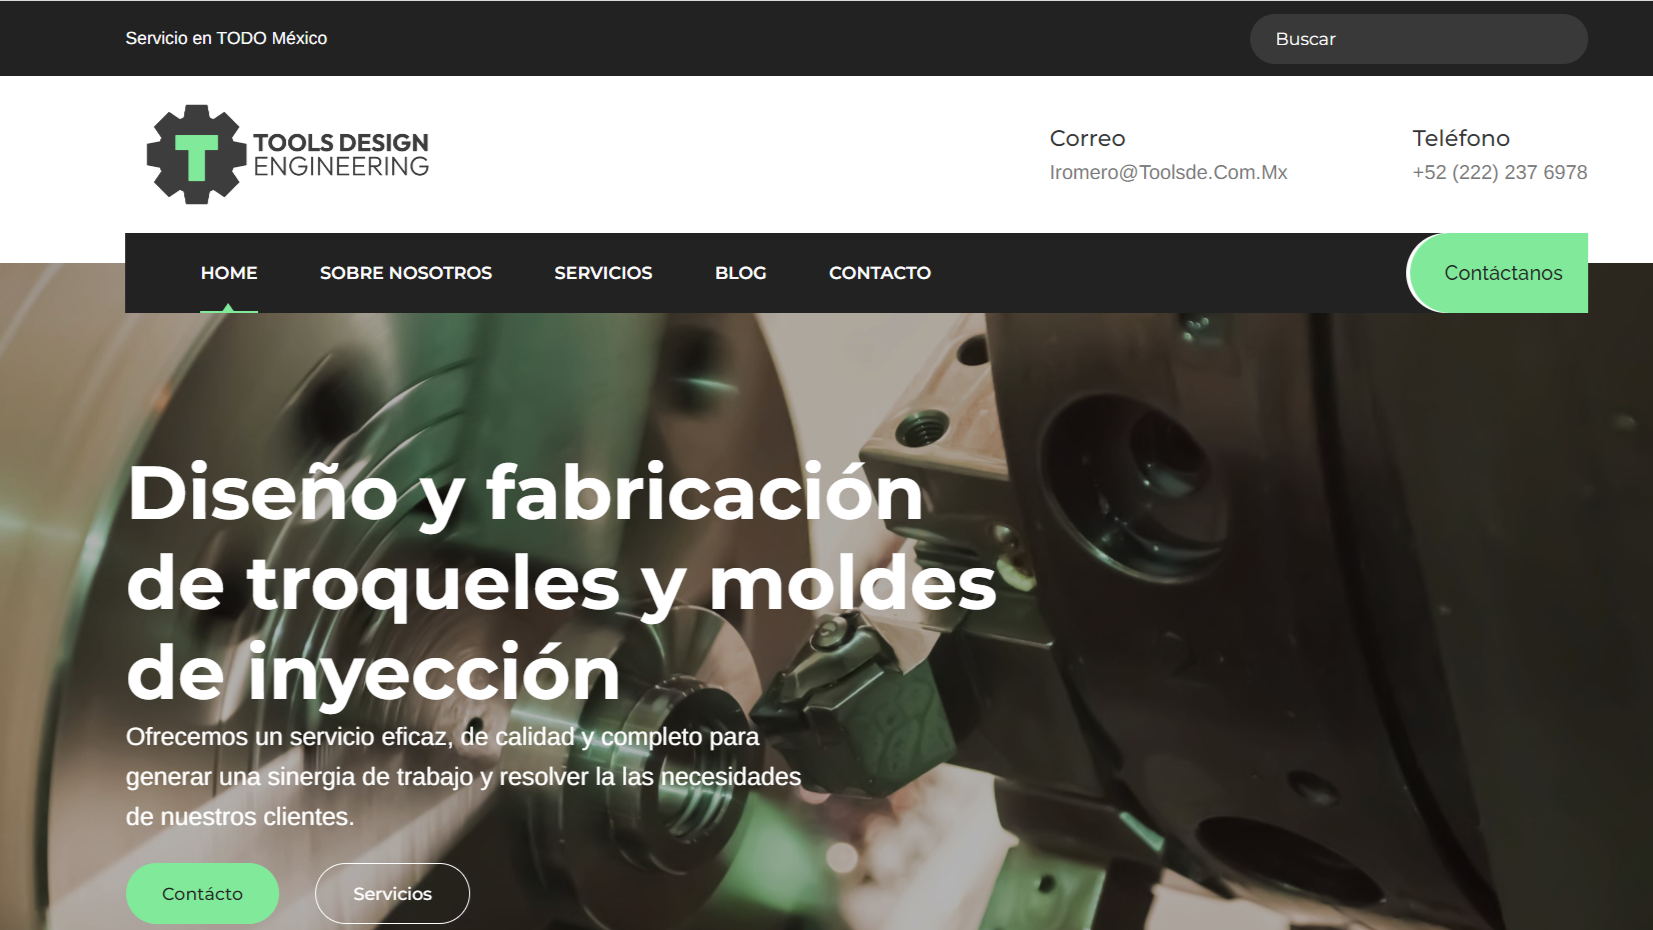 Servicio en TODO México
Buscar
T
TOOLS DESIGN
ENGINEERING
Correo
Iromero@Toolsde.Com.Mx
Teléfono
+52 (222) 237 6978
HOME
SOBRE NOSOTROS
SERVICIOS
BLOG
CONTACTO
Contáctanos
Diseño y fabricación
de troqueles y moldes
de inyección
Ofrecemos un servicio eficaz, de calidad y completo para
generar una sinergia de trabajo y resolver la las necesidades
de nuestros clientes.
Contácto
Servicios